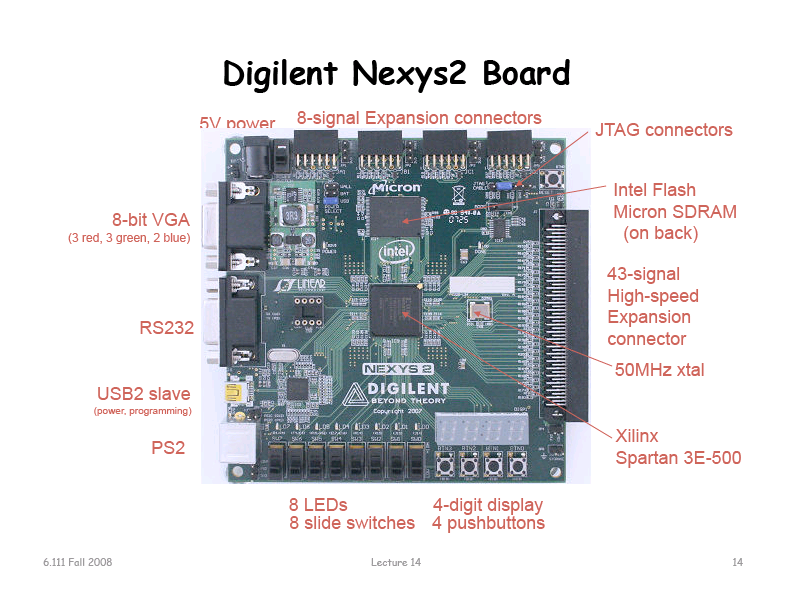 Digilent Nexys2 Board
5V power
8-signal Expansion connectors
JTAG connectors
Intel Flash
Micron SDRAM
(on back)
8-bit VGA
(3 red, 3 green, 2 blue)
43-signal
High-speed
Expansion
connector
RS232
50MHz xtal
USB2 slave
(power, programming)
PS2
Xilinx
Spartan 3E-500
Micron
intel
LINEAR
NEXYS 2
DIGILENT
BEYOND THEORY
Copyright 2007
8 LEDs
8 slide switches
4-digit display
4 pushbuttons
6.111 Fall 2008
Lecture 14
14